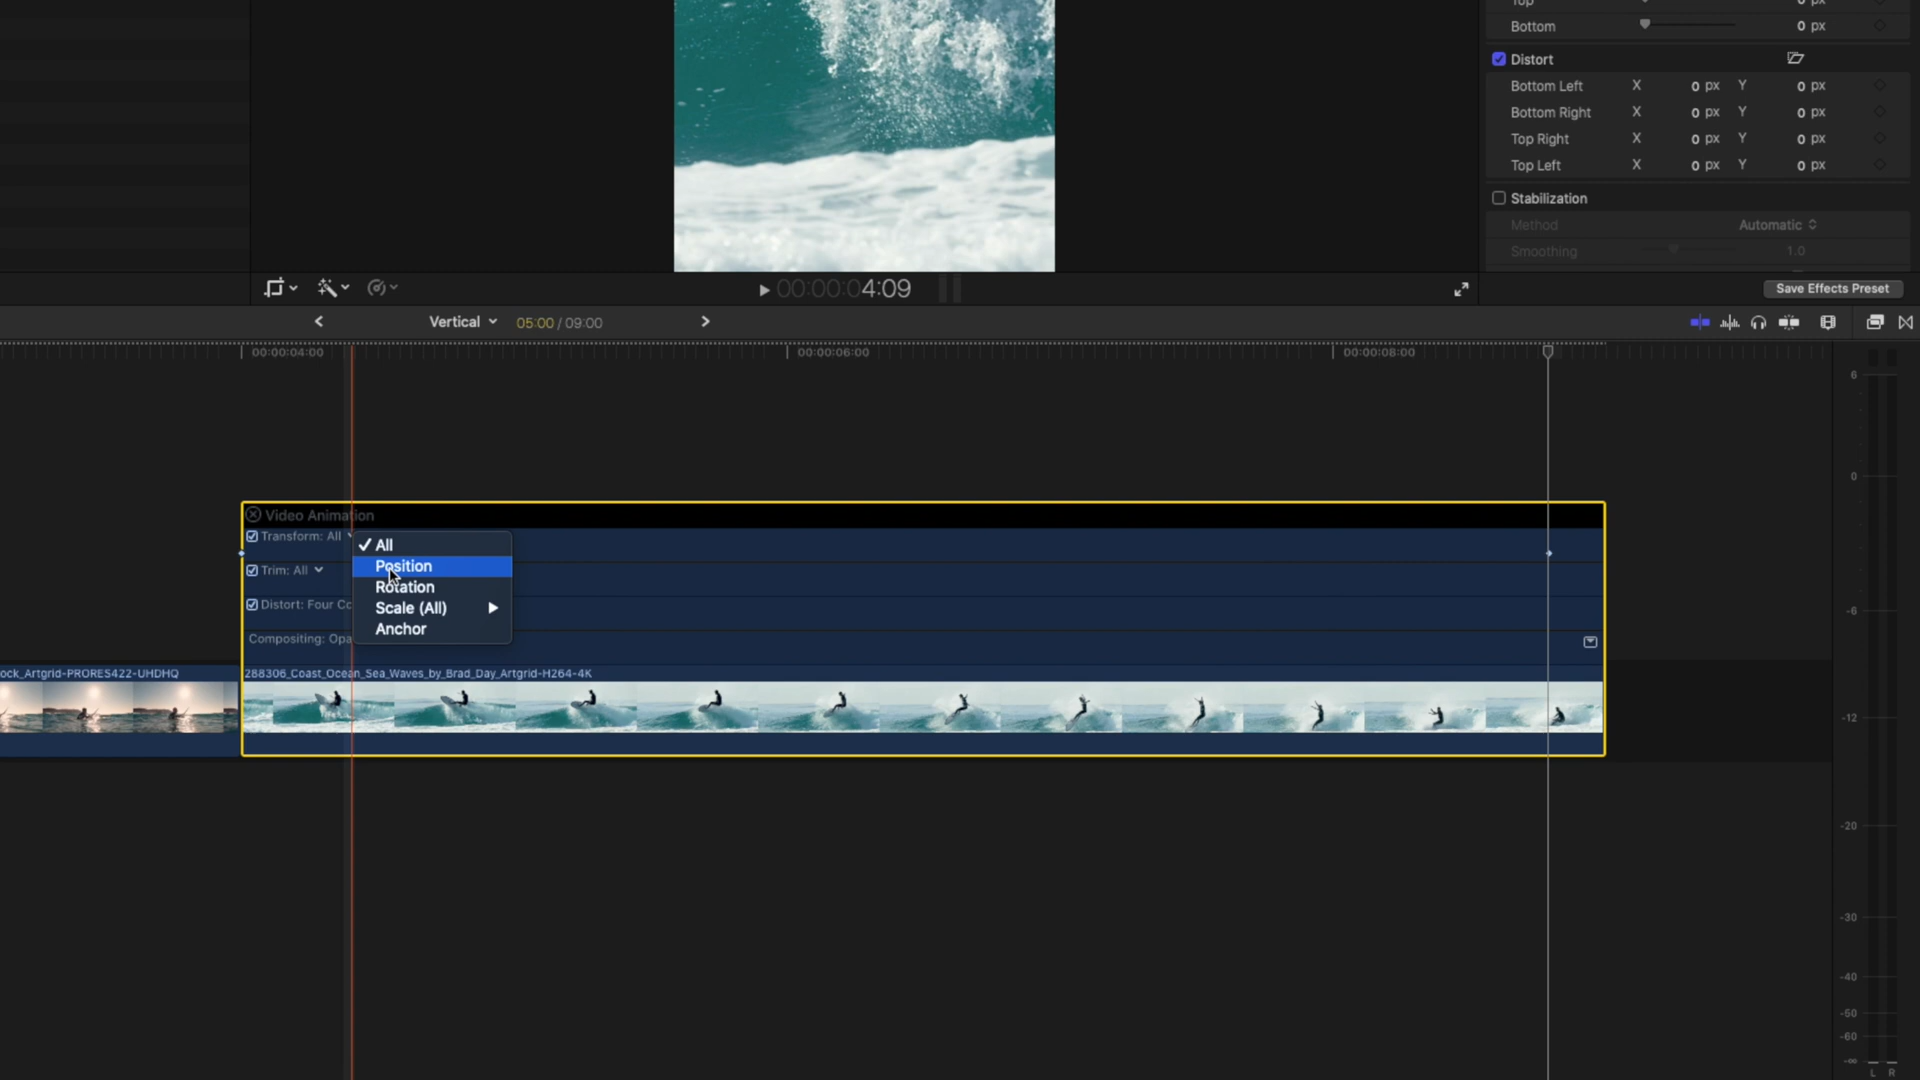 Top 0 px
Bottom 0 px
Distort
Bottom Left X 0 px Y 0 px
Bottom Right X 0 px Y 0 px
Top Right X 0 px Y 0 px
Top Left X 0 px Y 0 px
Stabilization
Method Automatic
Smoothing 1.0
00:00:04:09
Save Effects Preset
Vertical 05:00 / 09:00
00:00:04:00 00:00:06:00 00:00:08:00
Video Animation
Transform: All
All
Position
Rotation
Scale (All)
Anchor
Trim: All
Distort: Four Co
Compositing: Opa
ock_Artgrid-PRORES422-UHDHQ
288306_Coast_Ocean_Sea_Waves_by_Brad_Day_Artgrid-H264-4K
6
0
-6
-12
-20
-30
-40
-50
-60
-∞
L R